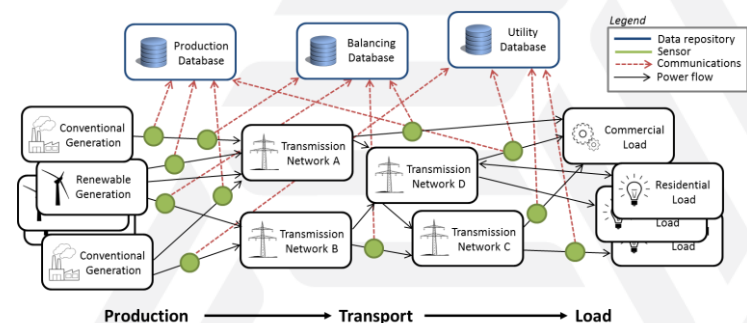 Legend
Data repository
Sensor
Communications
Power flow
Production
Database
Balancing
Database
Utility
Database
Conventional
Generation
Renewable
Generation
Conventional
Generation
Transmission
Network A
Transmission
Network B
Transmission
Network D
Transmission
Network C
Commercial
Load
Residential
Load
Load
Load
Production
Transport
Load